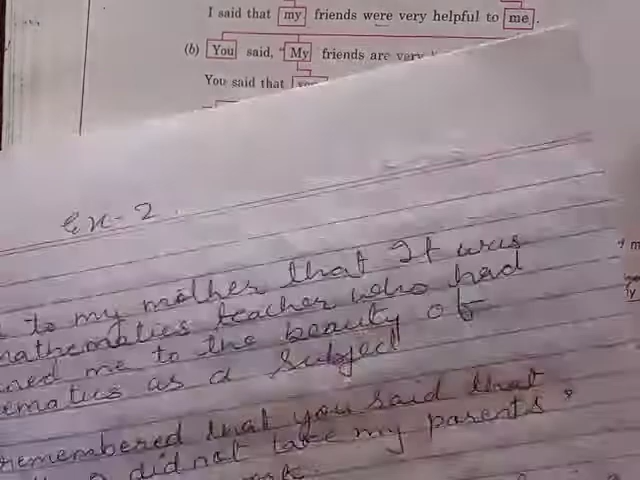 I said that my friends were very helpful to me.
(b) You said, "My friends are very
You said that
Ex-2
to my mother that It was
mathematics teacher who had
me to the beauty of
ematics as a subject
remembered that you said that
did not take my parents